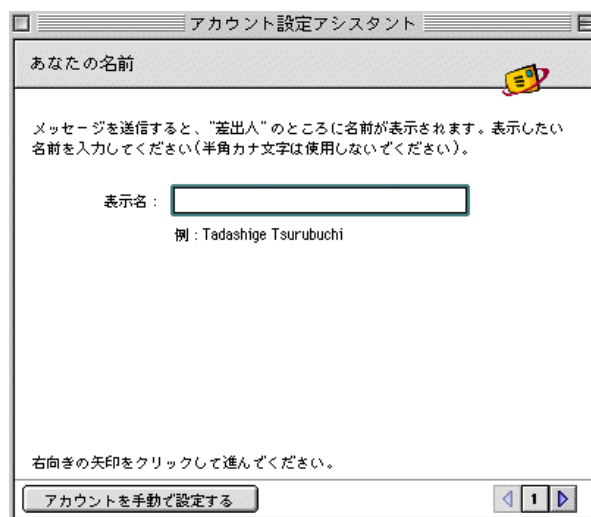 アカウント設定アシスタント
あなたの名前
メッセージを送信すると、"差出人"のところに名前が表示されます。表示したい
名前を入力してください(半角カナ文字は使用しないでください)。
表示名：
例：Tadashige Tsurubuchi
右向きの矢印をクリックして進んでください。
アカウントを手動で設定する
1